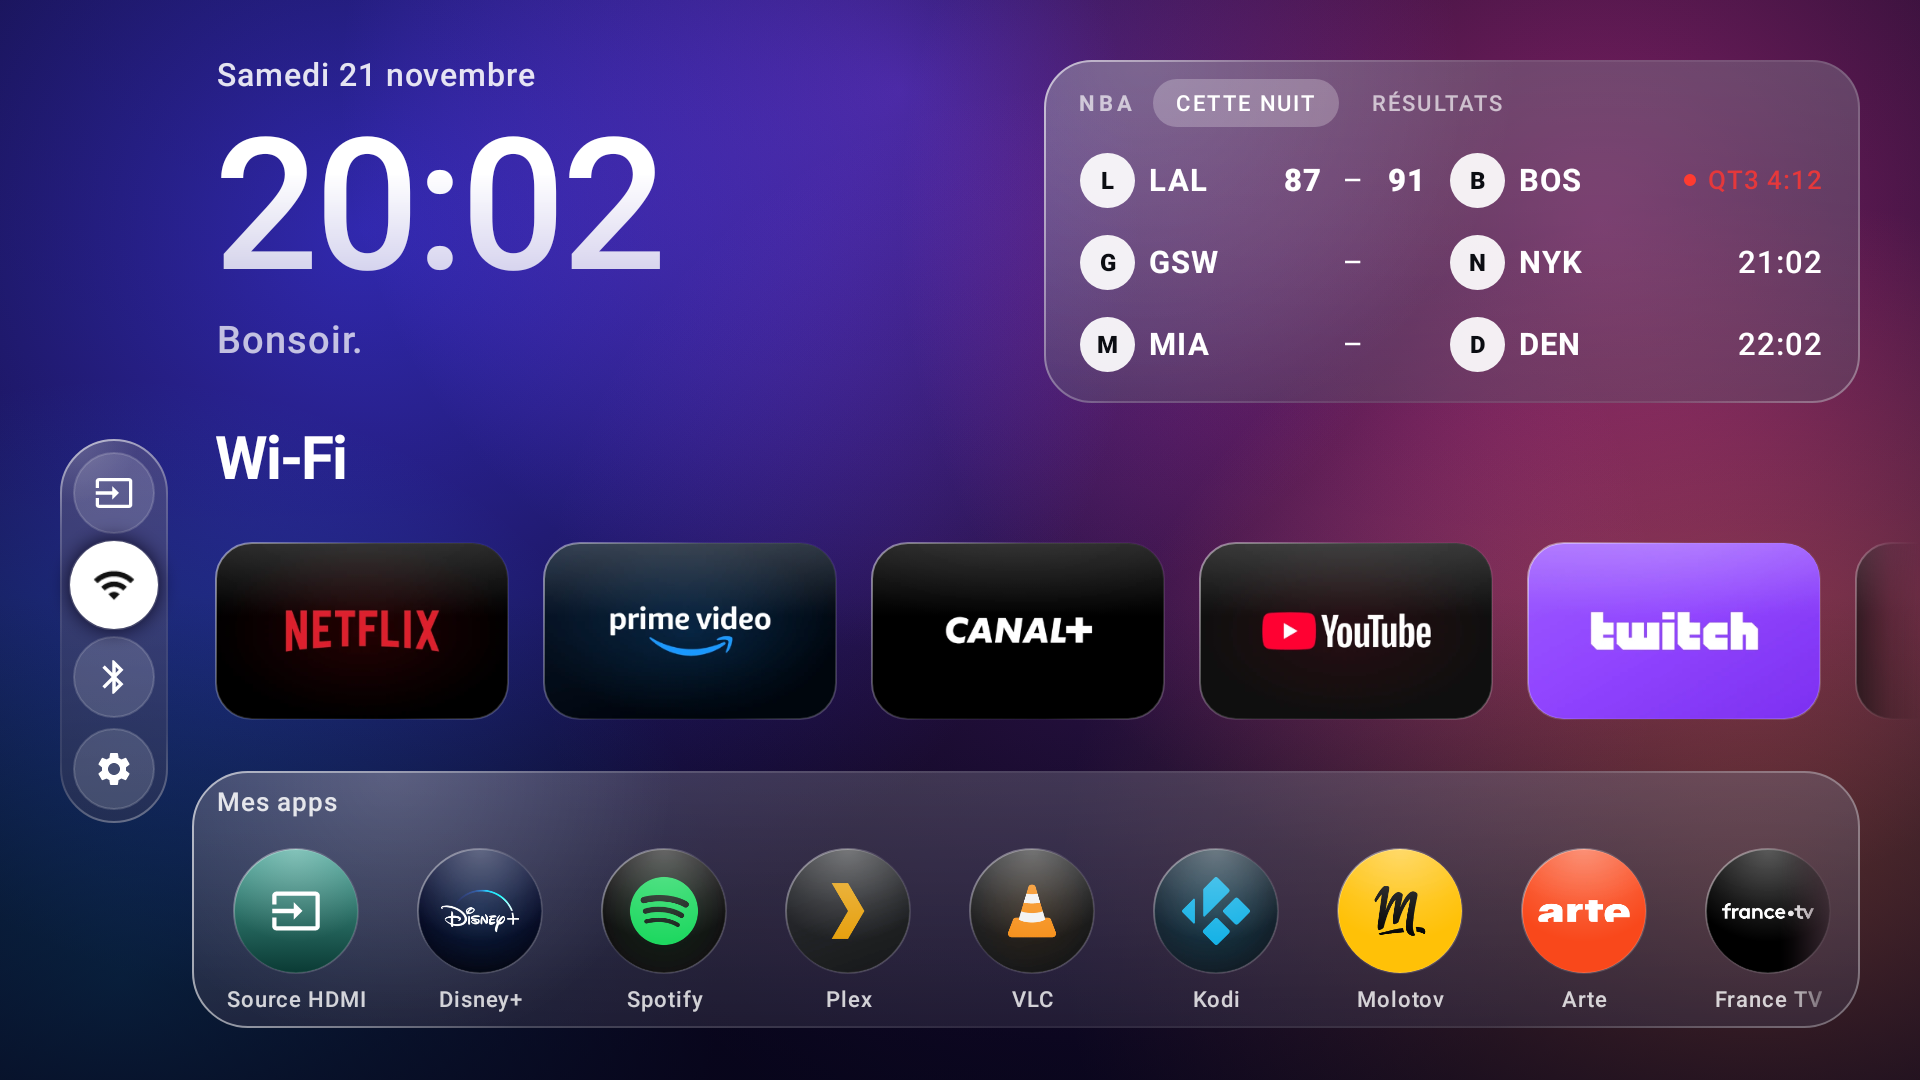 Samedi 21 novembre
20:02
Bonsoir.
NBA CETTE NUIT RÉSULTATS
L LAL 87 – 91 B BOS • QT3 4:12
G GSW – N NYK 21:02
M MIA – D DEN 22:02
Wi-Fi
NETFLIX
prime video
CANAL+
YouTube
twitch
Mes apps
Disney+
M.
arte
france•tv
Source HDMI
Disney+
Spotify
Plex
VLC
Kodi
Molotov
Arte
France TV